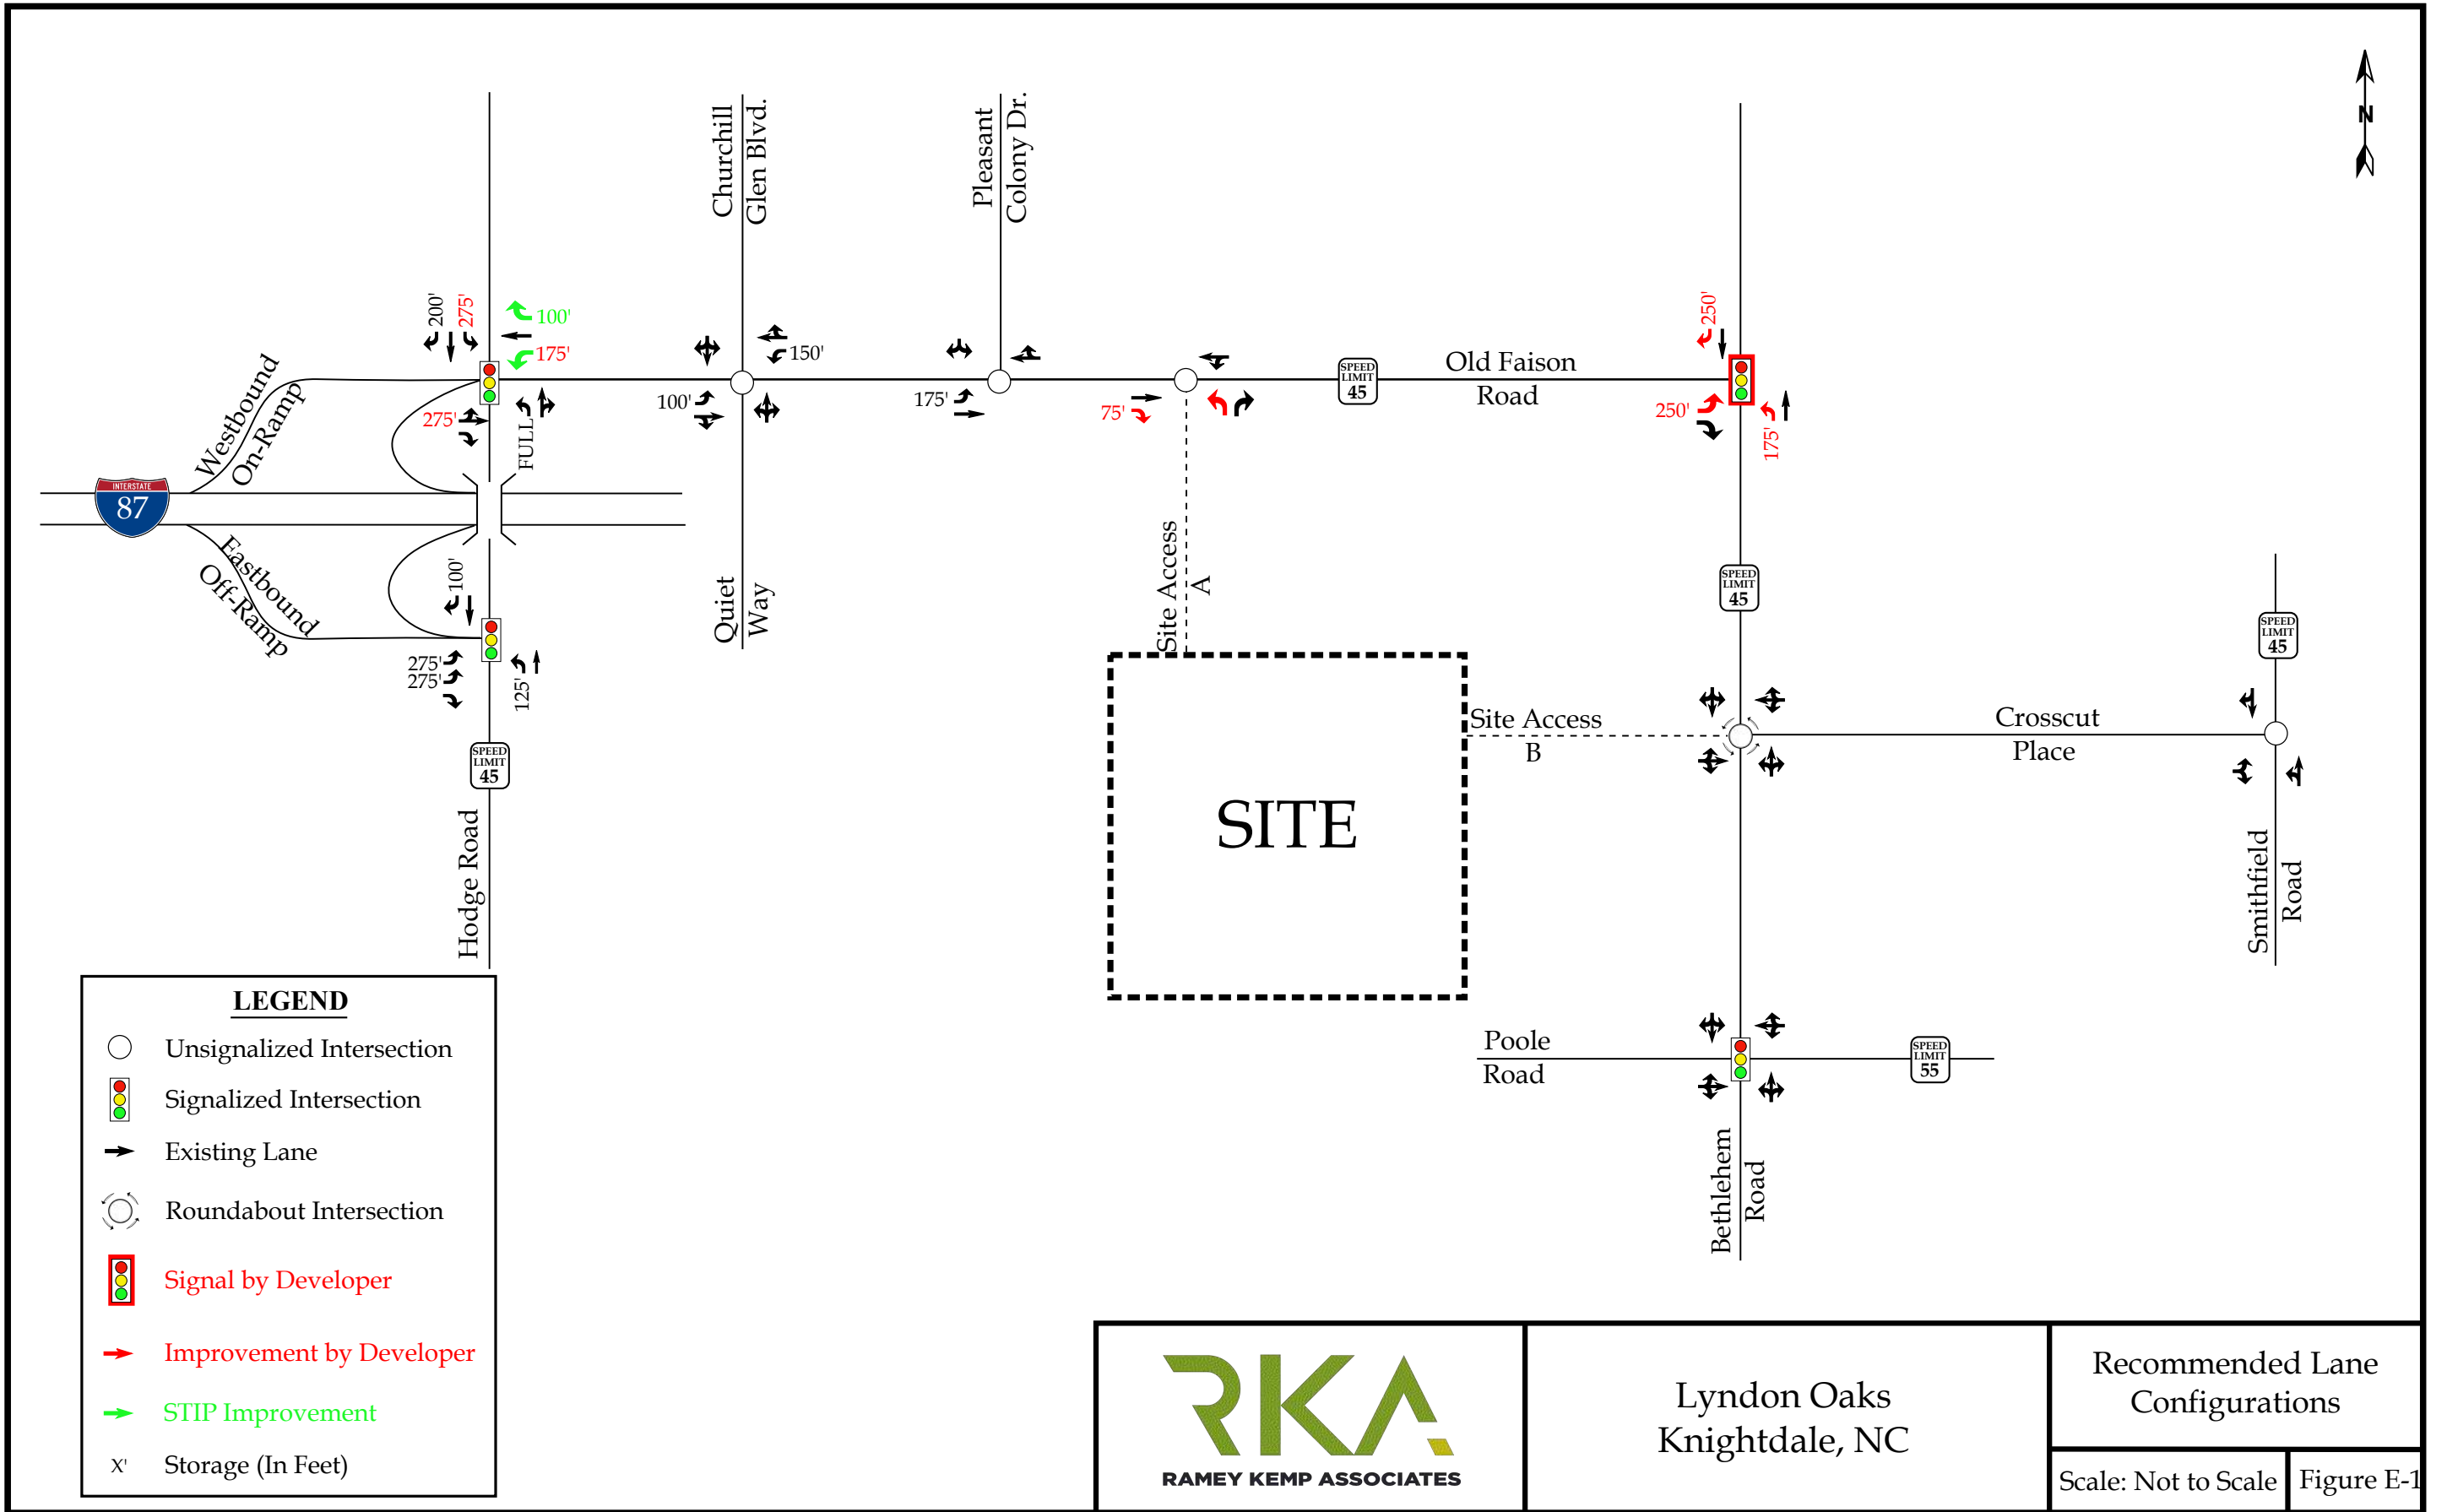 N
Churchill
Glen Blvd.
Pleasant
Colony Dr.
200'
275'
100'
175'
275'
FULL
150'
100'
175'
75'
SPEED
LIMIT
45
Old Faison
Road
250'
250'
175'
Westbound
On-Ramp
INTERSTATE
87
Eastbound
Off-Ramp
100'
275'
275'
125'
SPEED
LIMIT
45
Hodge Road
Quiet
Way
Site Access
A
SPEED
LIMIT
45
SPEED
LIMIT
45
Site Access
B
Crosscut
Place
SITE
Smithfield
Road
Poole
Road
SPEED
LIMIT
55
Bethlehem
Road
LEGEND
Unsignalized Intersection
Signalized Intersection
Existing Lane
Roundabout Intersection
Signal by Developer
Improvement by Developer
STIP Improvement
X' Storage (In Feet)
RKA
RAMEY KEMP ASSOCIATES
Lyndon Oaks
Knightdale, NC
Recommended Lane
Configurations
Scale: Not to Scale
Figure E-1